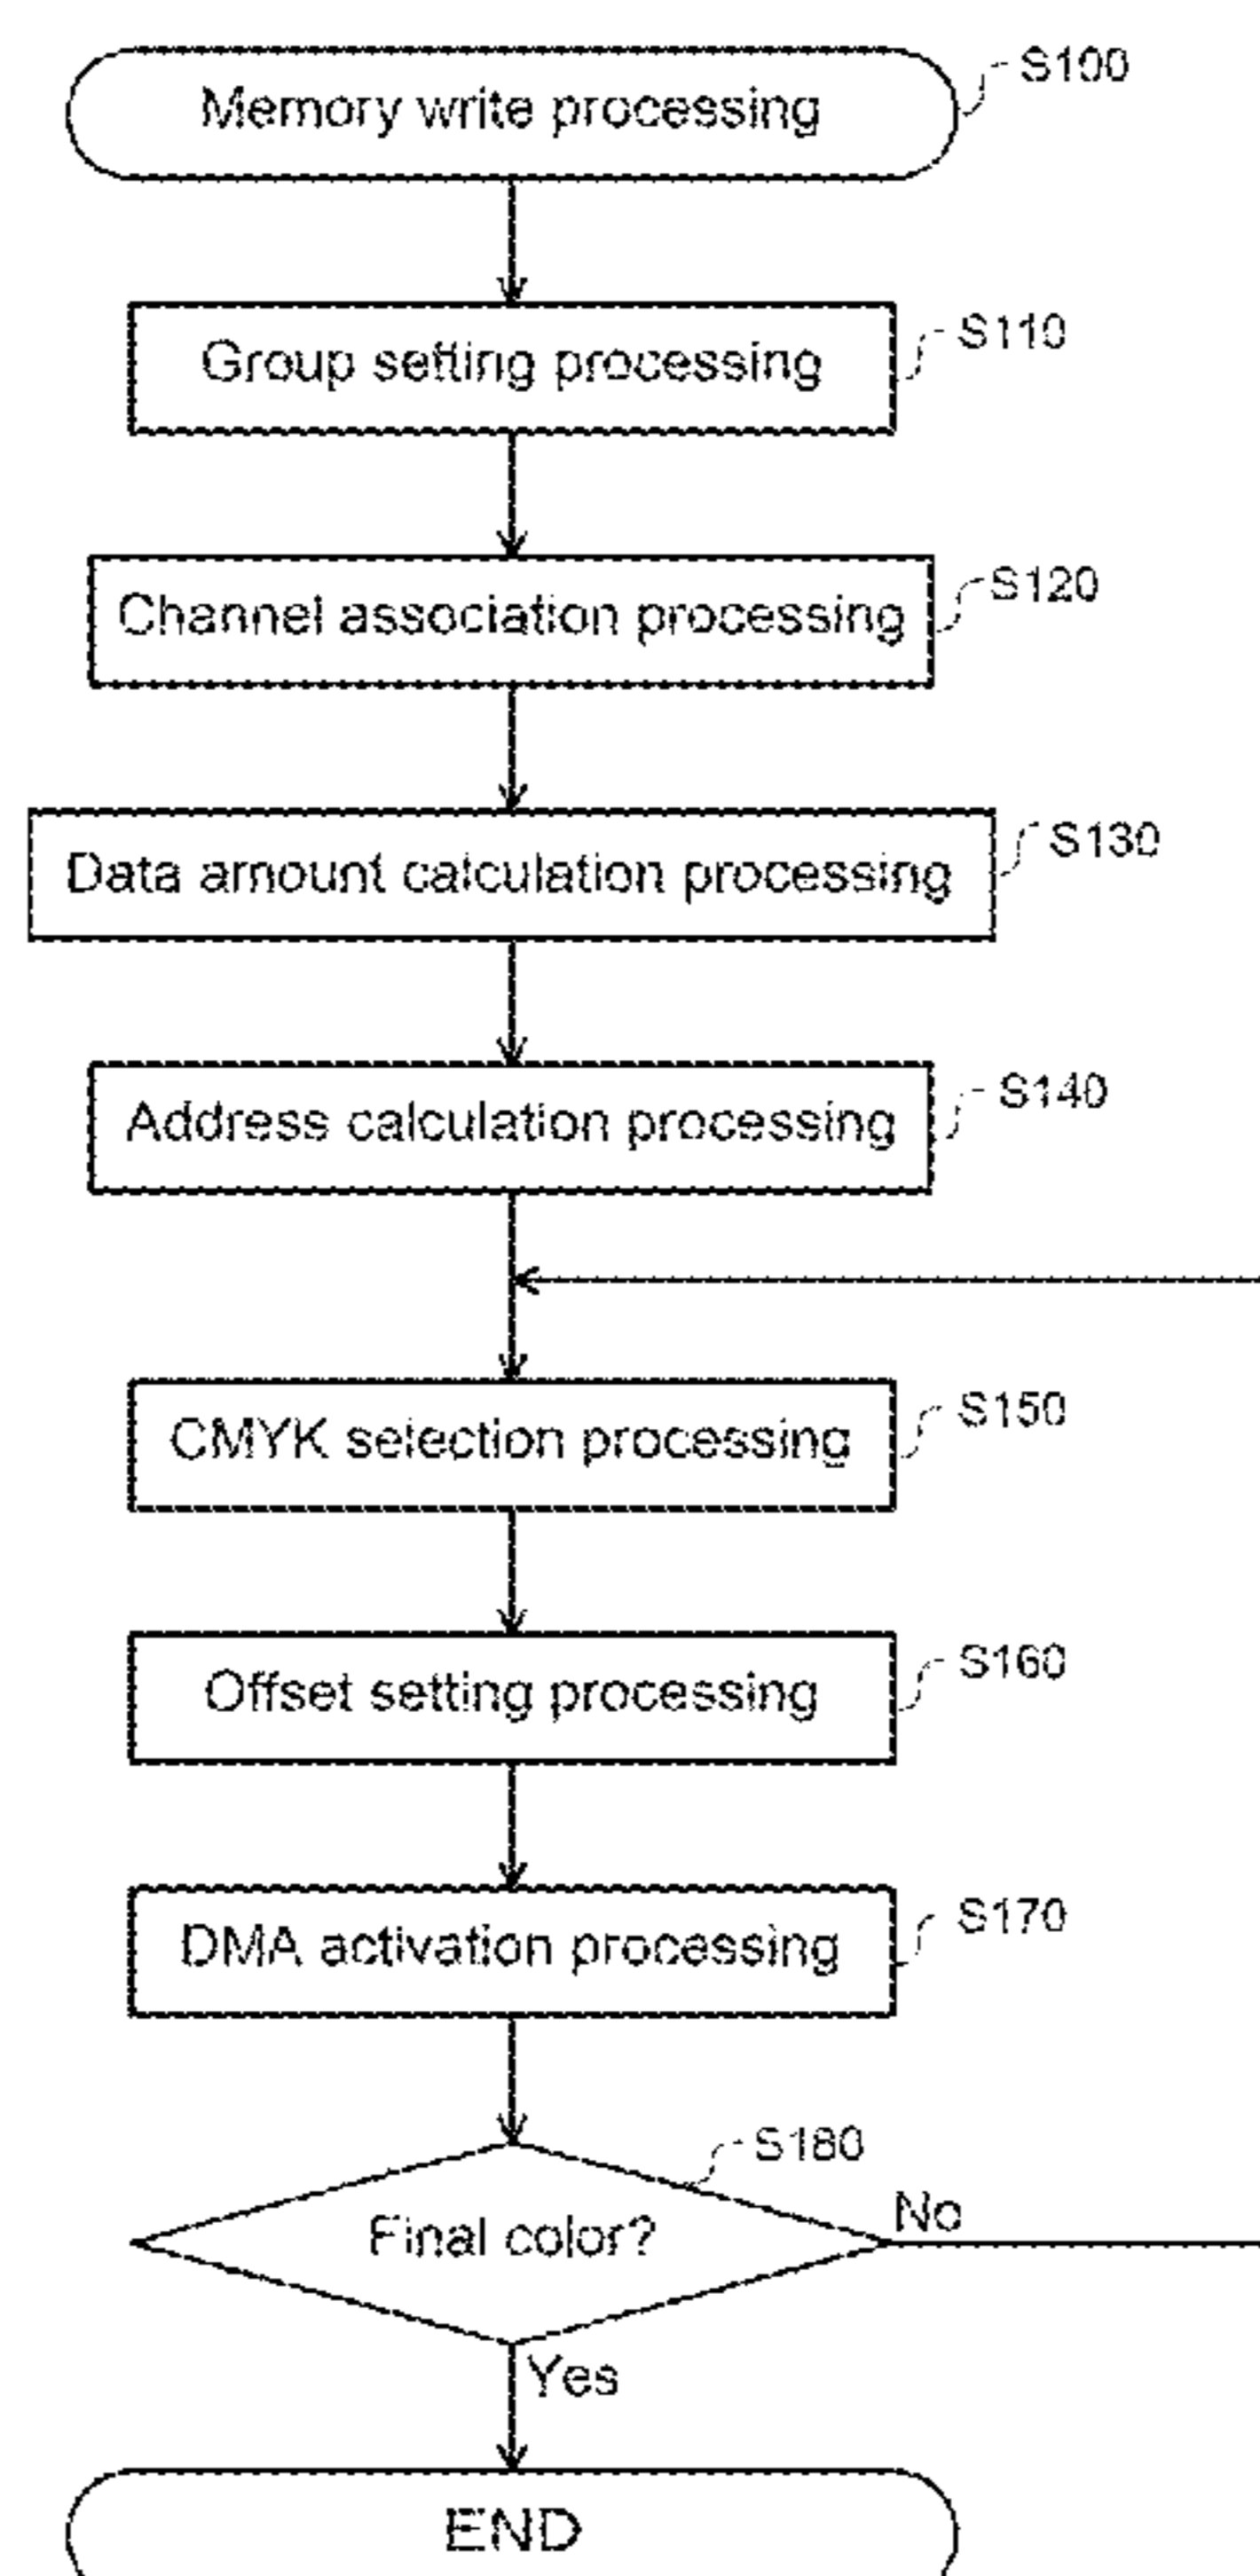 Memory write processing
S100
Group setting processing
S110
Channel association processing
S120
Data amount calculation processing
S130
Address calculation processing
S140
CMYK selection processing
S150
Offset setting processing
S160
DMA activation processing
S170
S180
Final color?
No
Yes
END